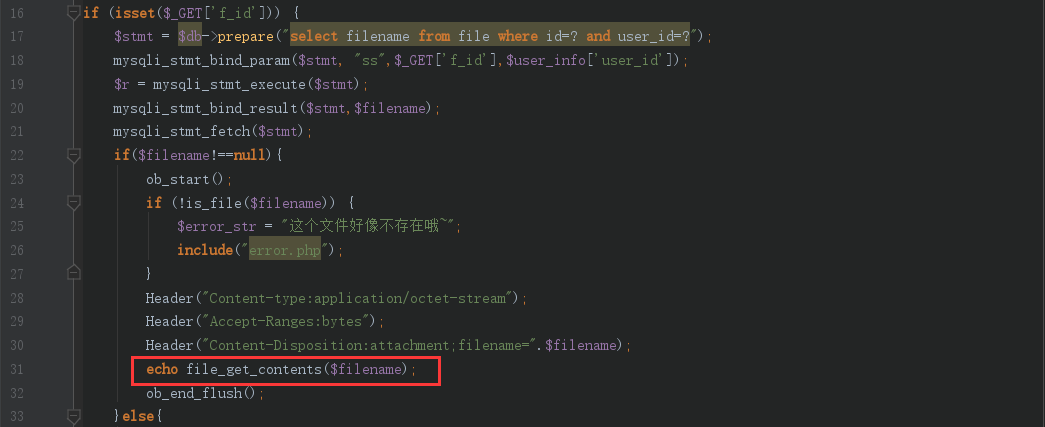 16 if (isset($_GET['f_id'])) {
17 $stmt = $db->prepare("select filename from file where id=? and user_id=?");
18 mysqli_stmt_bind_param($stmt, "ss",$_GET['f_id'],$user_info['user_id']);
19 $r = mysqli_stmt_execute($stmt);
20 mysqli_stmt_bind_result($stmt,$filename);
21 mysqli_stmt_fetch($stmt);
22 if($filename!==null){
23 ob_start();
24 if (!is_file($filename)) {
25 $error_str = "这个文件好像不存在哦~";
26 include("error.php");
27 }
28 Header("Content-type:application/octet-stream");
29 Header("Accept-Ranges:bytes");
30 Header("Content-Disposition:attachment;filename=".$filename);
31 echo file_get_contents($filename);
32 ob_end_flush();
33 }else{